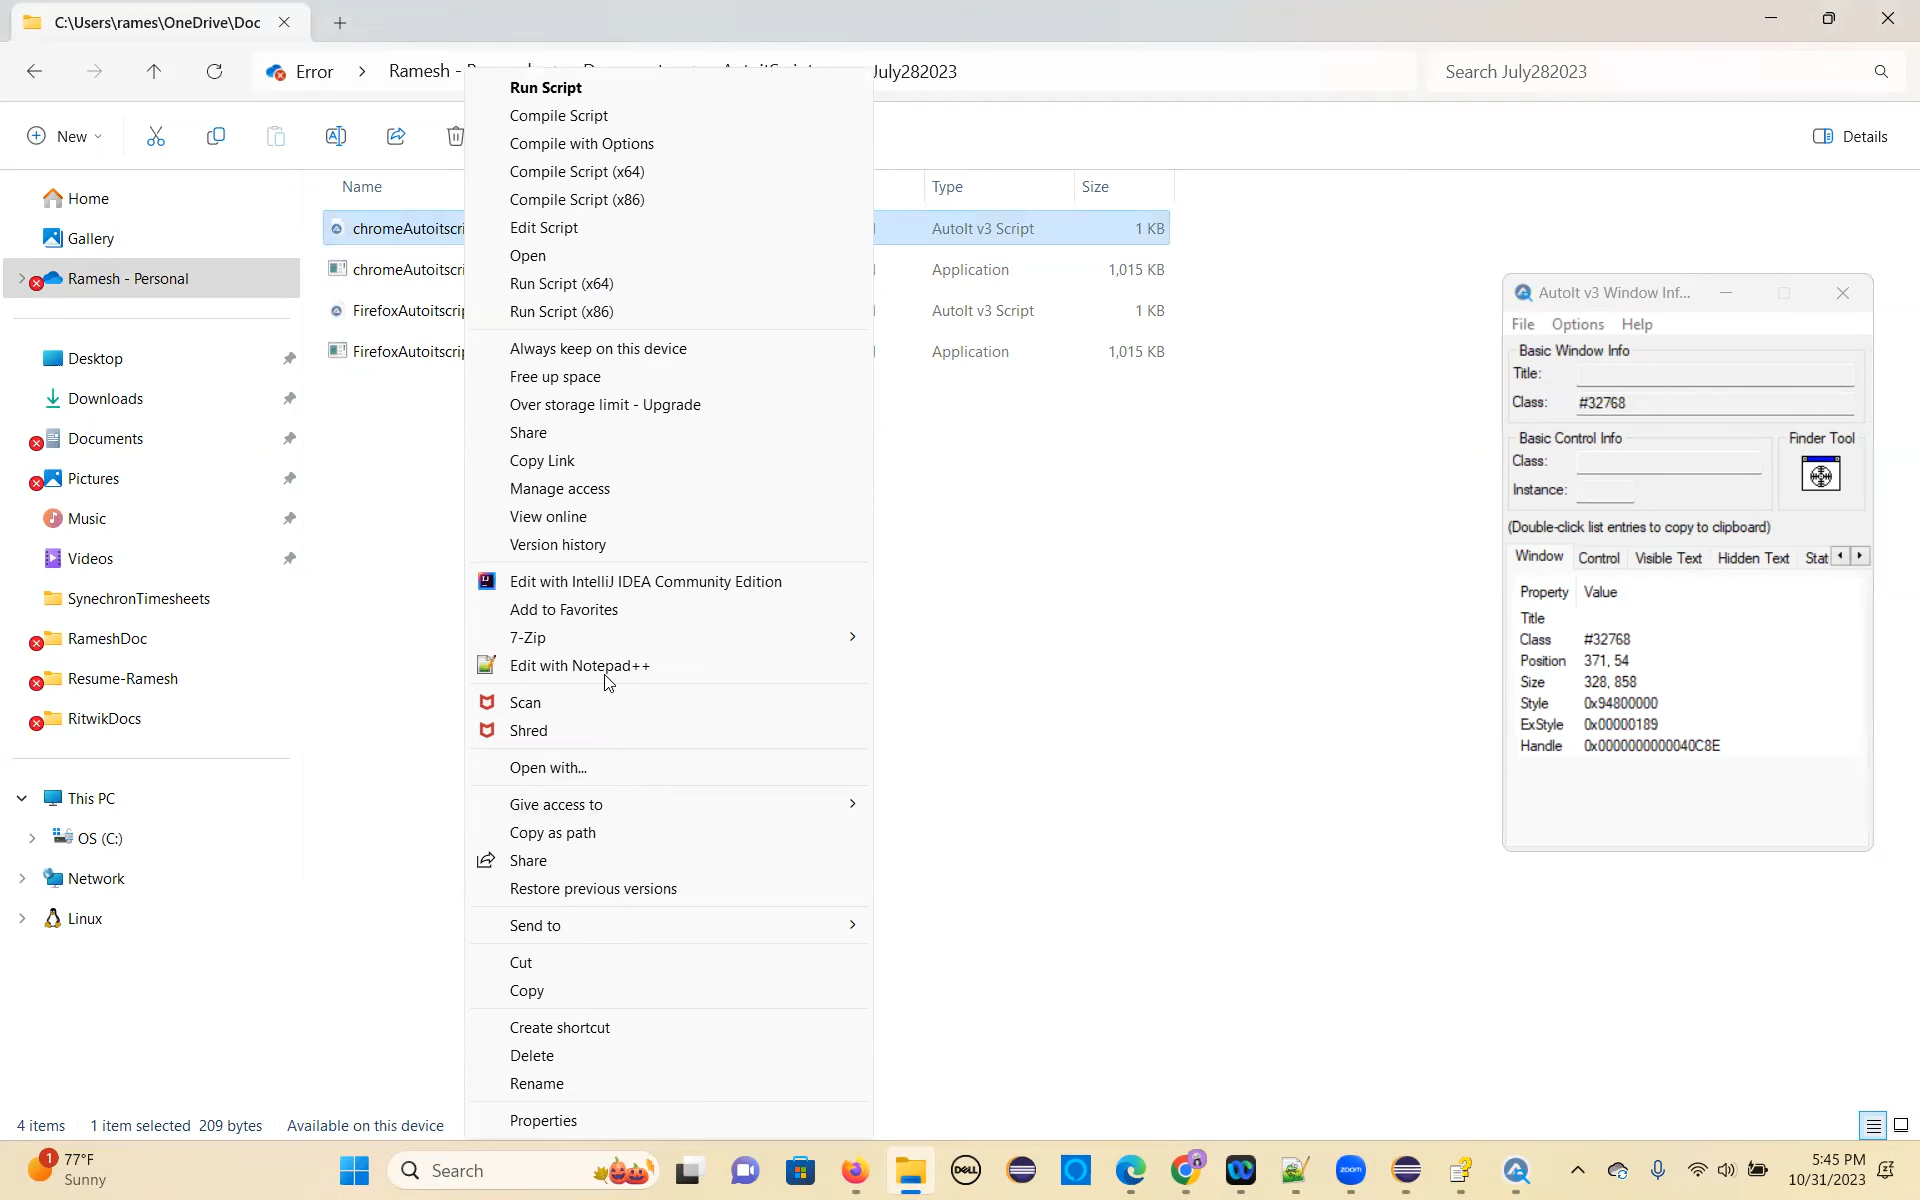 C:\Users\rames\OneDrive\Doc
Error > Ramesh - July282023
Search July282023
New
Details
Name Type Size
chromeAutoitscri AutoIt v3 Script 1 KB
chromeAutoitscri Application 1,015 KB
FirefoxAutoitscrip AutoIt v3 Script 1 KB
FirefoxAutoitscrip Application 1,015 KB
Home
Gallery
Ramesh - Personal
Desktop
Downloads
Documents
Pictures
Music
Videos
SynechronTimesheets
RameshDoc
Resume-Ramesh
RitwikDocs
This PC
OS (C:)
Network
Linux
Run Script
Compile Script
Compile with Options
Compile Script (x64)
Compile Script (x86)
Edit Script
Open
Run Script (x64)
Run Script (x86)
Always keep on this device
Free up space
Over storage limit - Upgrade
Share
Copy Link
Manage access
View online
Version history
Edit with IntelliJ IDEA Community Edition
Add to Favorites
7-Zip
Edit with Notepad++
Scan
Shred
Open with...
Give access to
Copy as path
Share
Restore previous versions
Send to
Cut
Copy
Create shortcut
Delete
Rename
Properties
AutoIt v3 Window Inf...
File Options Help
Basic Window Info
Title:
Class: #32768
Basic Control Info
Finder Tool
Class:
Instance:
(Double-click list entries to copy to clipboard)
Window Control Visible Text Hidden Text Stat
Property Value
Title
Class #32768
Position 371, 54
Size 328, 858
Style 0x94800000
ExStyle 0x00000189
Handle 0x0000000000040C8E
4 items 1 item selected 209 bytes Available on this device
1
77°F
Sunny
Search
DELL
zoom
5:45 PM
10/31/2023